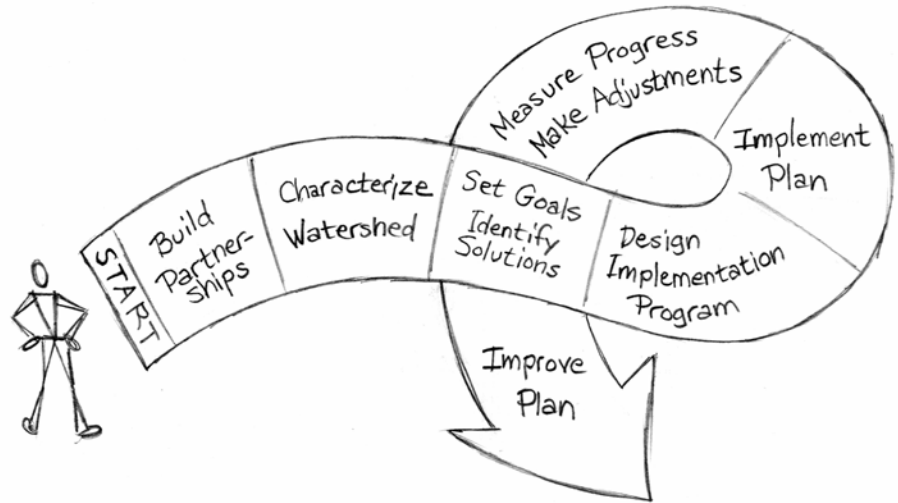 START
Build
Partner-
ships
Characterize
Watershed
Set Goals
Identify
Solutions
Design
Implementation
Program
Implement
Plan
Measure Progress
Make Adjustments
Improve
Plan